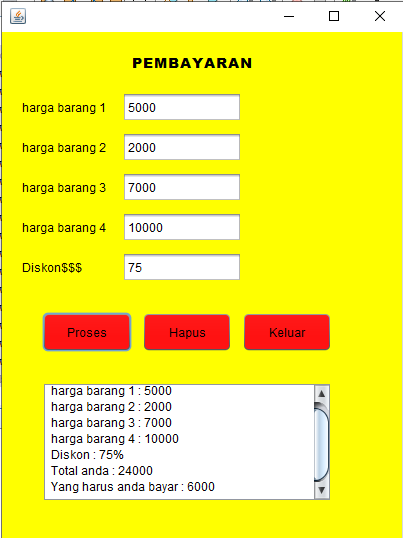 PEMBAYARAN
harga barang 1 5000
harga barang 2 2000
harga barang 3 7000
harga barang 4 10000
Diskon$$$ 75
Proses Hapus Keluar
harga barang 1 : 5000
harga barang 2 : 2000
harga barang 3 : 7000
harga barang 4 : 10000
Diskon : 75%
Total anda : 24000
Yang harus anda bayar : 6000